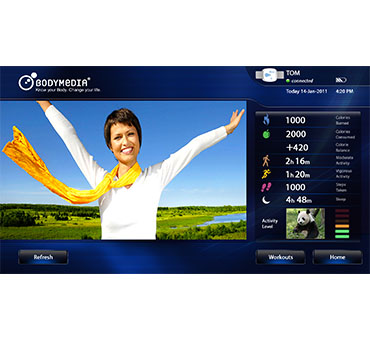 BODYMEDIA®
Know your Body. Change your life.
TOM
connected
Today 14-Jan-2011 4:20 PM
1000 Calories Burned
2000 Calories Consumed
+420 Calorie Balance
2h 16m Moderate Activity
1h 20m Vigorous Activity
1000 Steps Taken
4h 48m Sleep
Activity Level
Refresh
Workouts
Home